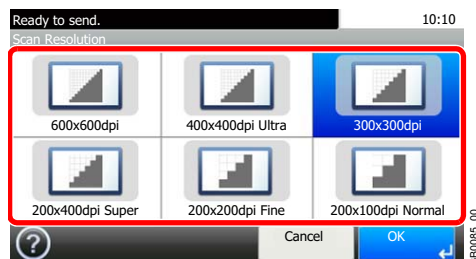 Ready to send. 10:10
Scan Resolution
600x600dpi 400x400dpi Ultra 300x300dpi
200x400dpi Super 200x200dpi Fine 200x100dpi Normal
? Cancel OK
B0085_00